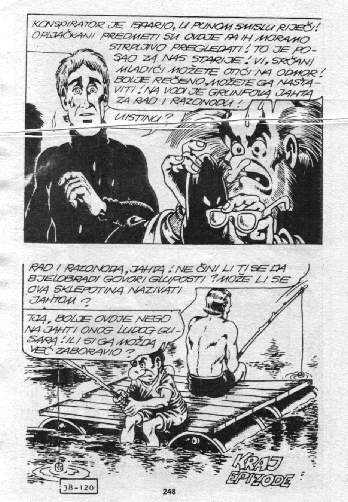 KONSPIRATOR JE ISPARIO, U PUNOM SMISLU RIJEČI!
OPLJAČKANI PREDMETI SU OVDJE PA IH MORAMO
STRPLJIVO PREGLEDATI! TO JE PO-
SAO ZA NAS STARIJE! VI, SRČANI
MLADIĆI MOŽETE OTIĆI NA ODMOR!
BOLJE REČENO, MOŽETE GA NASTA-
VITI! NA VODI JE GRUNFOVA JAHTA
ZA RAD I RAZONODU!
UISTINU?
RAD I RAZONODA, JAHTA! NE ČINI LI TI SE DA
BJELOBRADI GOVORI GLUPOSTI? MOŽE LI SE
OVA SKLEPOTINA NAZIVATI
JAHTOM?
TJA, BOLJE OVDJE NEGO
NA JAHTI ONOG LUDOG GU-
SARA! ILI SI GA MOŽDA
VEĆ ZABORAVIO?
KRAJ
EPIZODE!
38-120
248